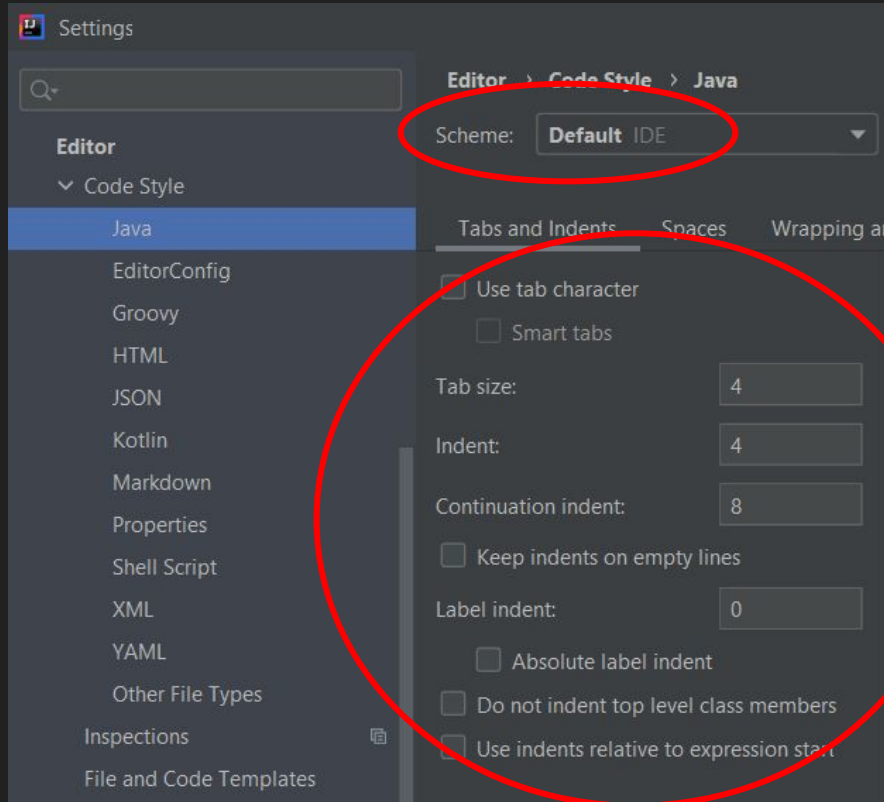 Settings
Editor
Code Style
Java
EditorConfig
Groovy
HTML
JSON
Kotlin
Markdown
Properties
Shell Script
XML
YAML
Other File Types
Inspections
File and Code Templates
Editor › Code Style › Java
Scheme: Default IDE
Tabs and Indents Spaces Wrapping
Use tab character
Smart tabs
Tab size: 4
Indent: 4
Continuation indent: 8
Keep indents on empty lines
Label indent: 0
Absolute label indent
Do not indent top level class members
Use indents relative to expression start